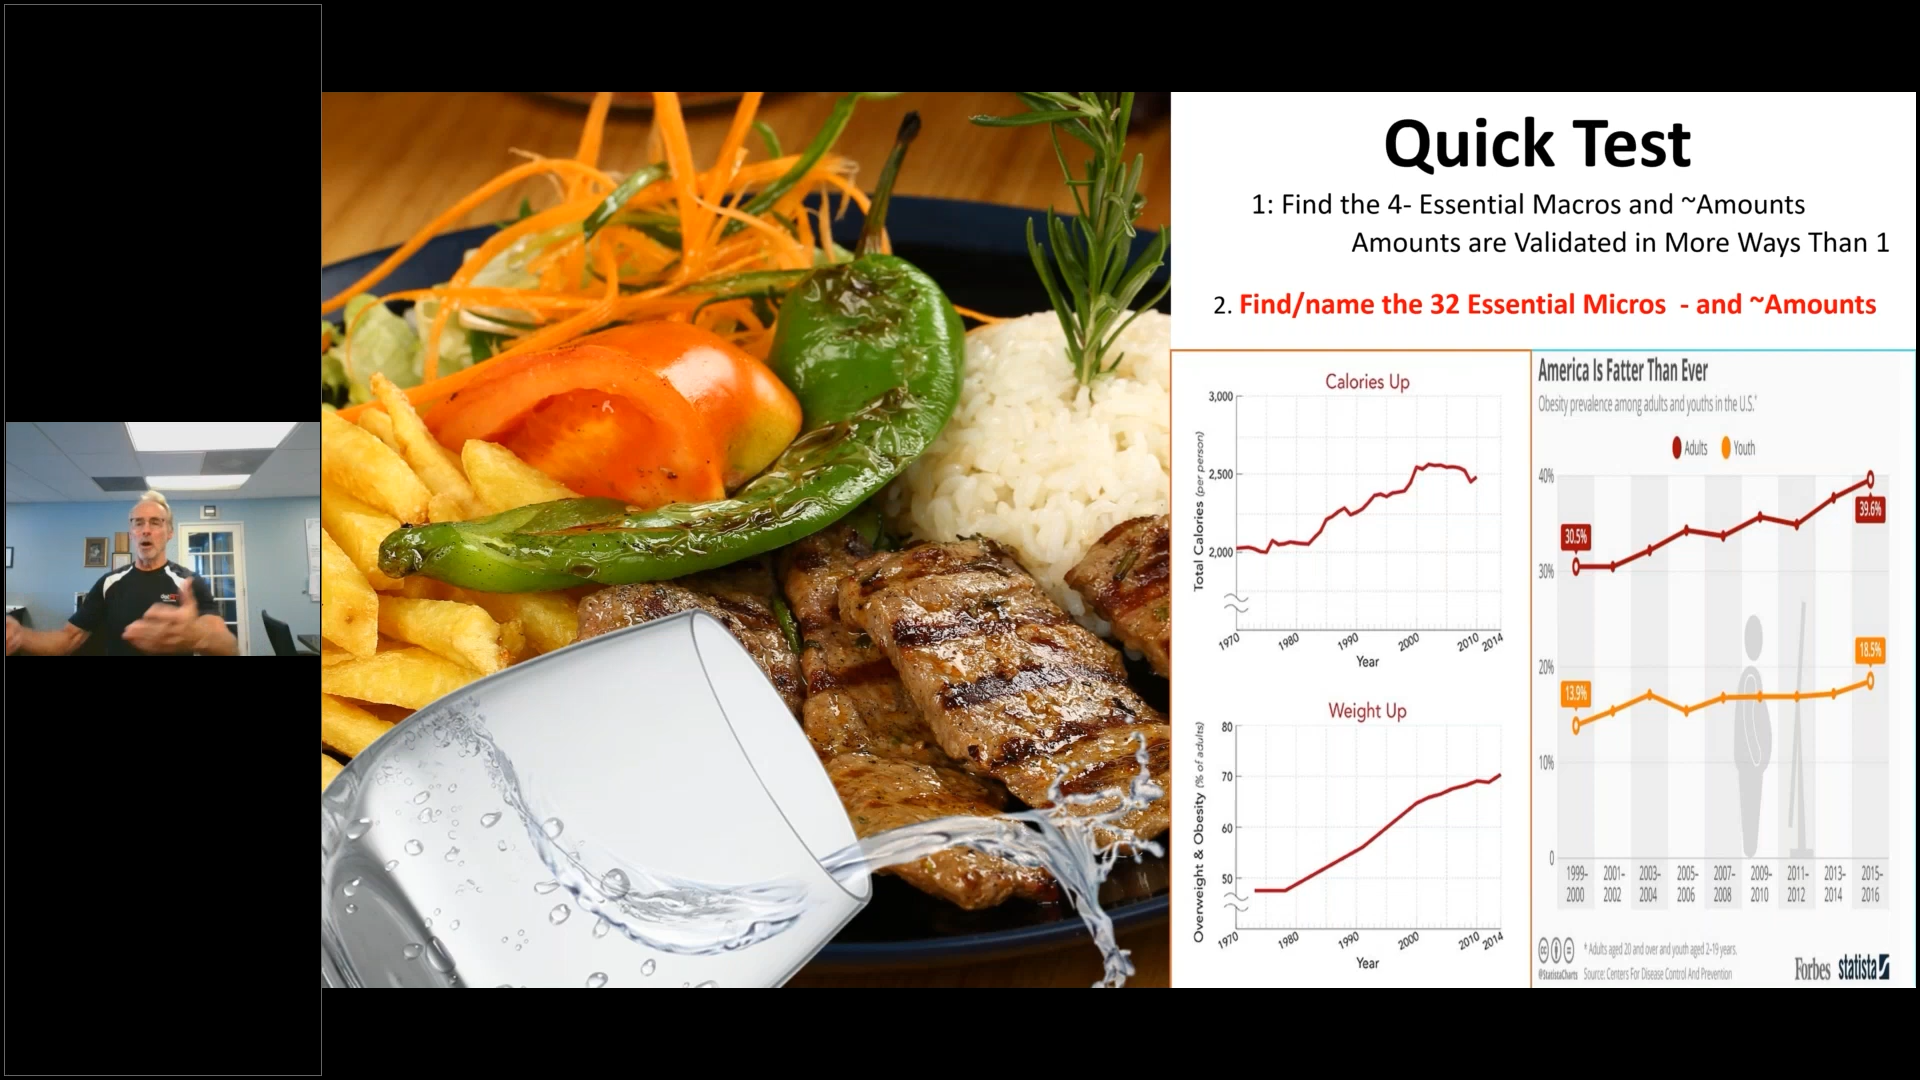 Quick Test
1: Find the 4- Essential Macros and ~Amounts
Amounts are Validated in More Ways Than 1
2. Find/name the 32 Essential Micros - and ~Amounts
Calories Up
Total Calories (per person)
3,000
2,500
2,000
1970 1980 1990 2000 2010 2014
Year
Weight Up
Overweight & Obesity (% of adults)
80
70
60
50
1970 1980 1990 2000 2010 2014
Year
America Is Fatter Than Ever
Obesity prevalence among adults and youths in the U.S.*
Adults Youth
40%
39.6%
30.5%
30%
20%
18.5%
13.9%
10%
0
1999- 2001- 2003- 2005- 2007- 2009- 2011- 2013- 2015-
2000 2002 2004 2006 2008 2010 2012 2014 2016
* Adults aged 20 and over and youth aged 2-19 years.
@StatistaCharts Source: Centers For Disease Control And Prevention
Forbes statista